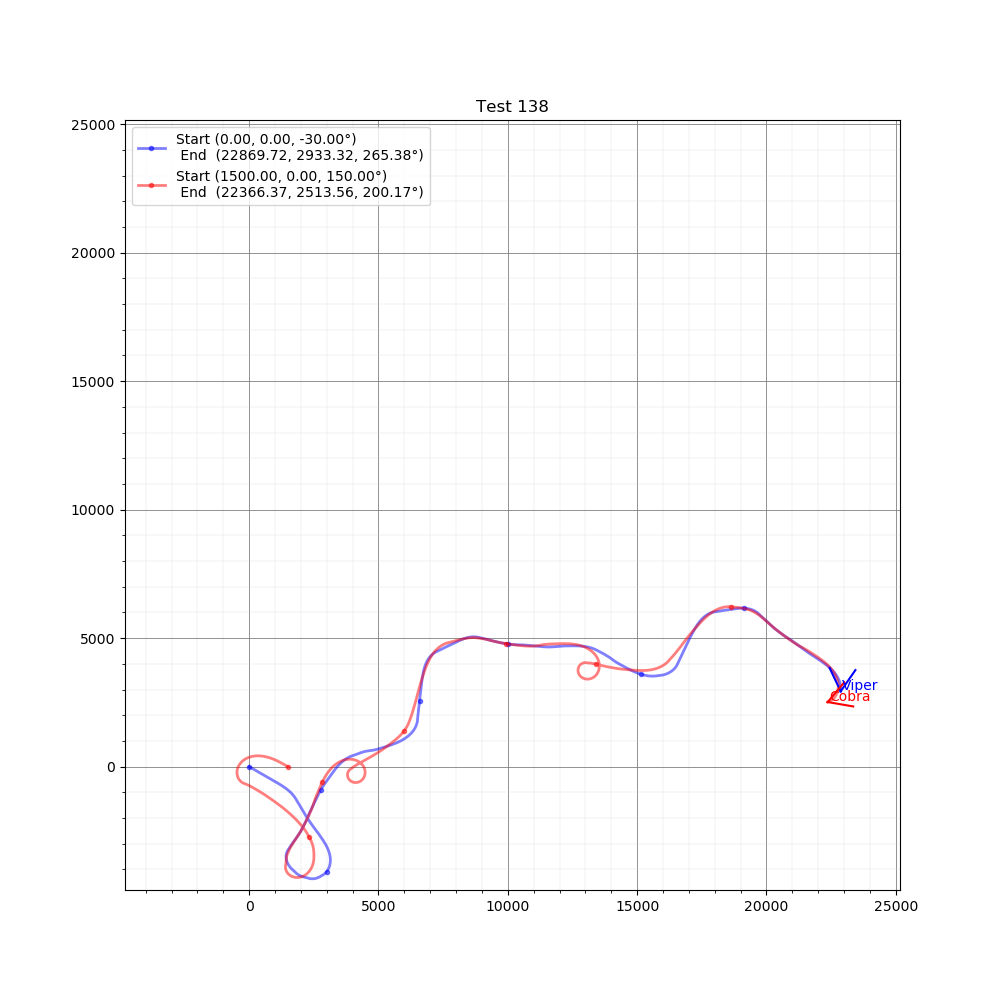 Test 138
Start (0.00, 0.00, -30.00°)
End (22869.72, 2933.32, 265.38°)
Start (1500.00, 0.00, 150.00°)
End (22366.37, 2513.56, 200.17°)
25000
20000
15000
10000
5000
0
Viper
Cobra
0 5000 10000 15000 20000 25000